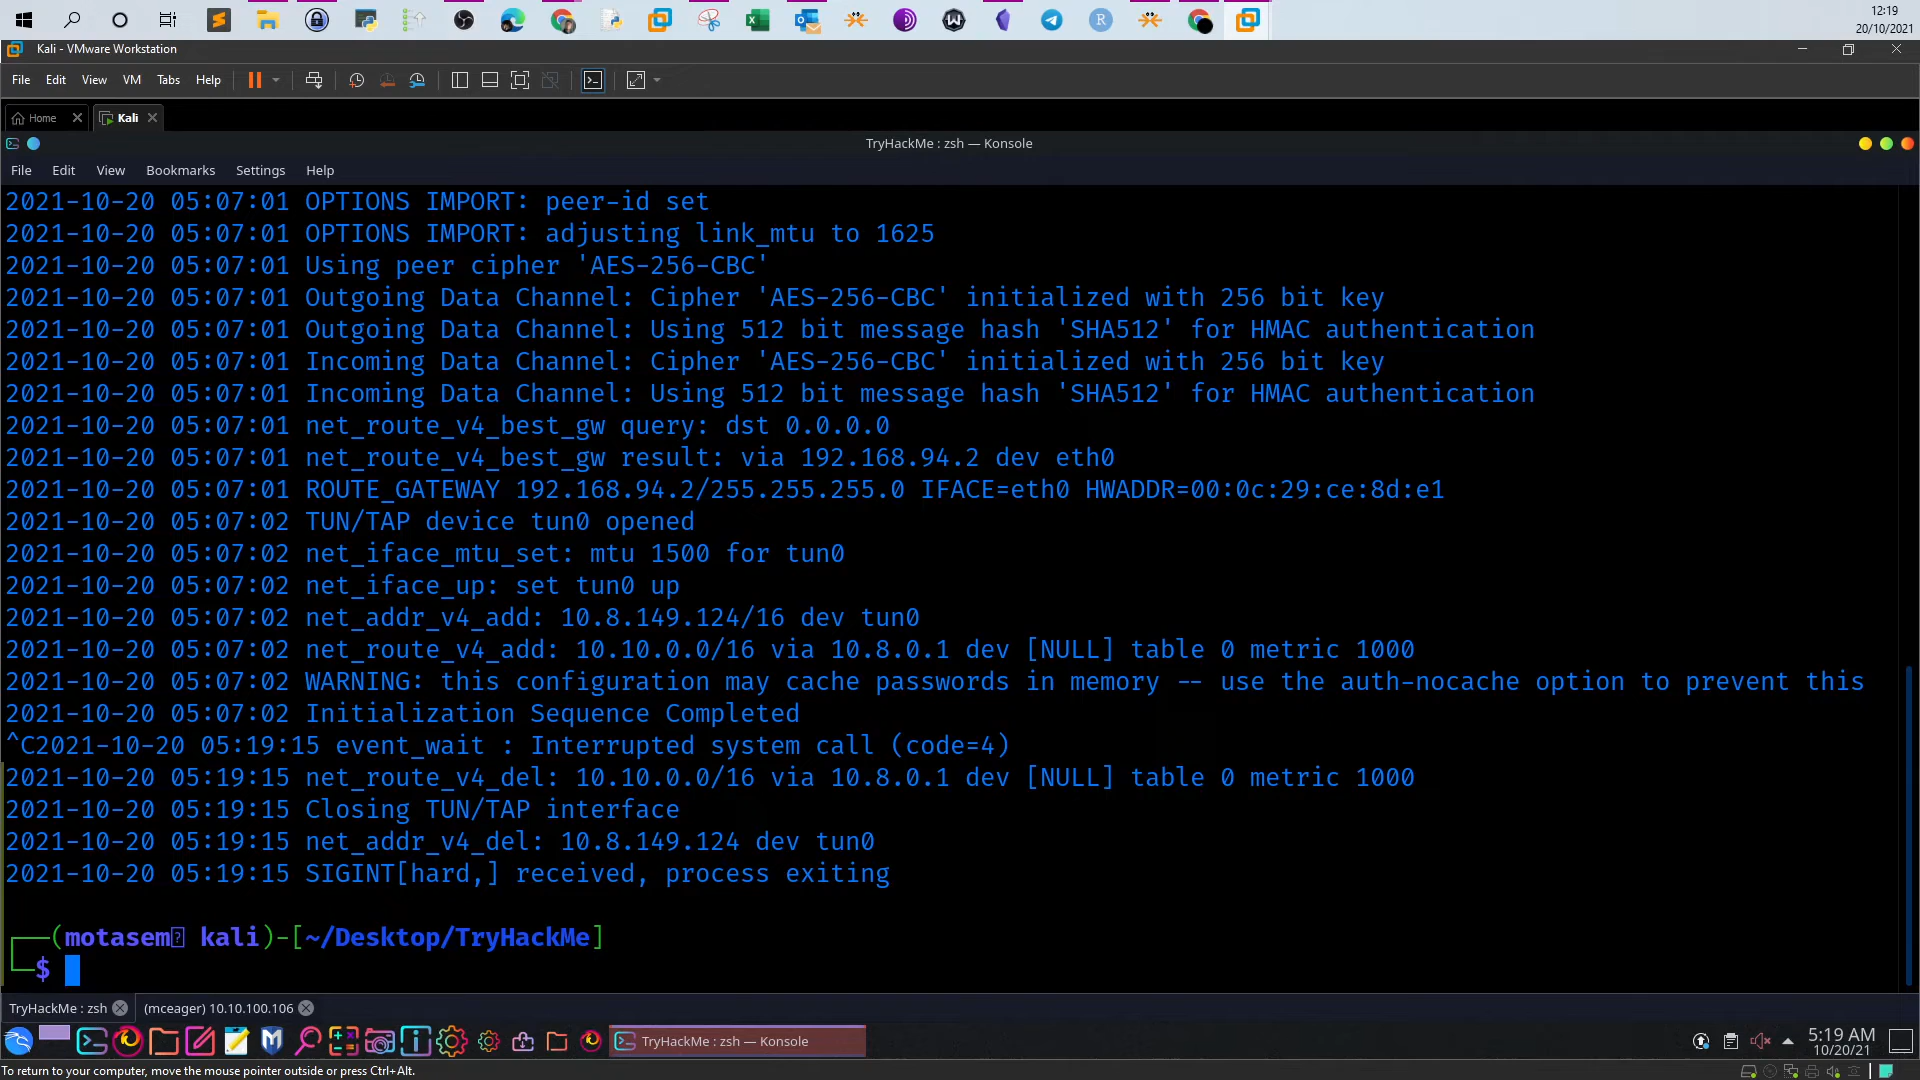 12:19
20/10/2021
Kali - VMware Workstation
File Edit View VM Tabs Help
Home Kali
TryHackMe : zsh — Konsole
File Edit View Bookmarks Settings Help
2021-10-20 05:07:01 OPTIONS IMPORT: peer-id set
2021-10-20 05:07:01 OPTIONS IMPORT: adjusting link_mtu to 1625
2021-10-20 05:07:01 Using peer cipher 'AES-256-CBC'
2021-10-20 05:07:01 Outgoing Data Channel: Cipher 'AES-256-CBC' initialized with 256 bit key
2021-10-20 05:07:01 Outgoing Data Channel: Using 512 bit message hash 'SHA512' for HMAC authentication
2021-10-20 05:07:01 Incoming Data Channel: Cipher 'AES-256-CBC' initialized with 256 bit key
2021-10-20 05:07:01 Incoming Data Channel: Using 512 bit message hash 'SHA512' for HMAC authentication
2021-10-20 05:07:01 net_route_v4_best_gw query: dst 0.0.0.0
2021-10-20 05:07:01 net_route_v4_best_gw result: via 192.168.94.2 dev eth0
2021-10-20 05:07:01 ROUTE_GATEWAY 192.168.94.2/255.255.255.0 IFACE=eth0 HWADDR=00:0c:29:ce:8d:e1
2021-10-20 05:07:02 TUN/TAP device tun0 opened
2021-10-20 05:07:02 net_iface_mtu_set: mtu 1500 for tun0
2021-10-20 05:07:02 net_iface_up: set tun0 up
2021-10-20 05:07:02 net_addr_v4_add: 10.8.149.124/16 dev tun0
2021-10-20 05:07:02 net_route_v4_add: 10.10.0.0/16 via 10.8.0.1 dev [NULL] table 0 metric 1000
2021-10-20 05:07:02 WARNING: this configuration may cache passwords in memory -- use the auth-nocache option to prevent this
2021-10-20 05:07:02 Initialization Sequence Completed
^C2021-10-20 05:19:15 event_wait : Interrupted system call (code=4)
2021-10-20 05:19:15 net_route_v4_del: 10.10.0.0/16 via 10.8.0.1 dev [NULL] table 0 metric 1000
2021-10-20 05:19:15 Closing TUN/TAP interface
2021-10-20 05:19:15 net_addr_v4_del: 10.8.149.124 dev tun0
2021-10-20 05:19:15 SIGINT[hard,] received, process exiting
(motasem kali)-[~/Desktop/TryHackMe]
$
TryHackMe : zsh (mceager) 10.10.100.106
TryHackMe : zsh — Konsole
5:19 AM
10/20/21
To return to your computer, move the mouse pointer outside or press Ctrl+Alt.